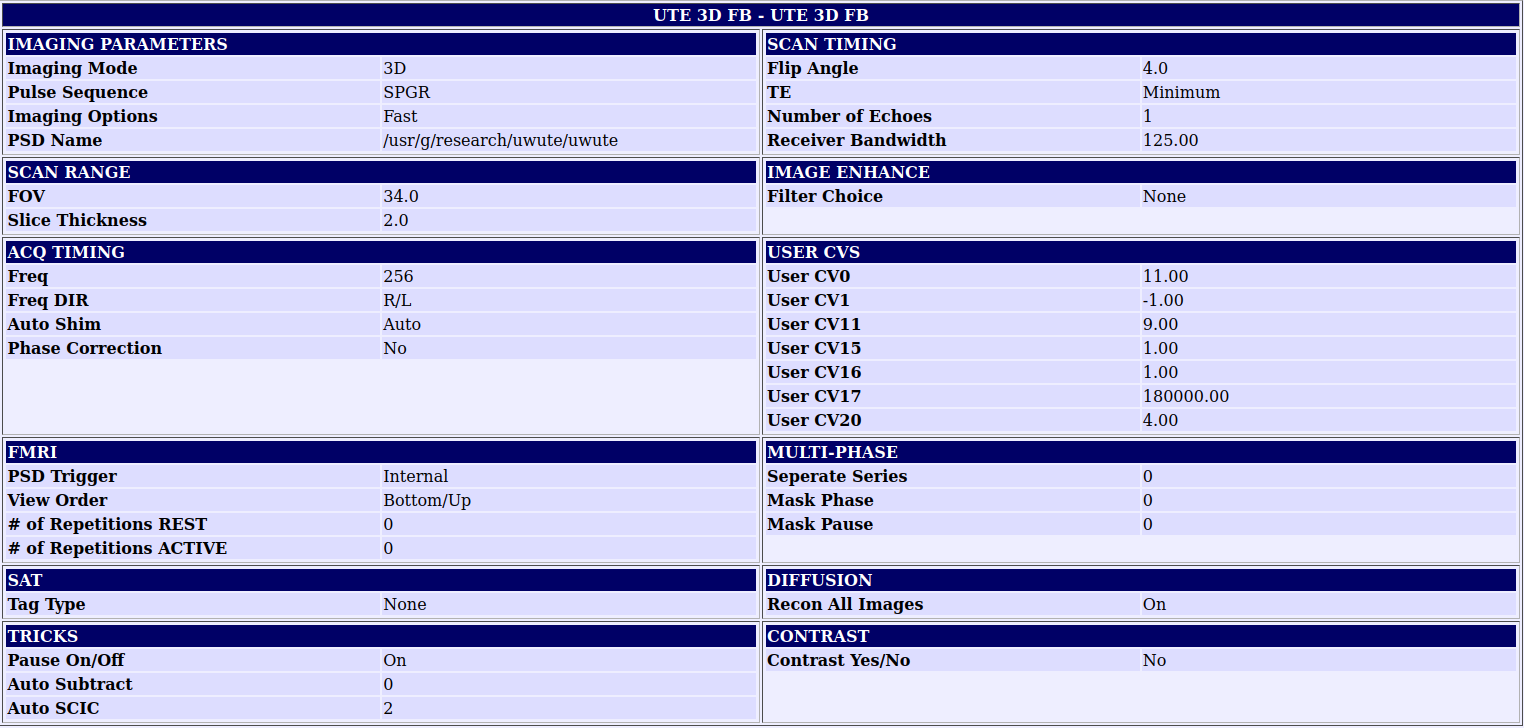 UTE 3D FB - UTE 3D FB
IMAGING PARAMETERS
Imaging Mode 3D
Pulse Sequence SPGR
Imaging Options Fast
PSD Name /usr/g/research/uwute/uwute
SCAN TIMING
Flip Angle 4.0
TE Minimum
Number of Echoes 1
Receiver Bandwidth 125.00
SCAN RANGE
FOV 34.0
Slice Thickness 2.0
IMAGE ENHANCE
Filter Choice None
ACQ TIMING
Freq 256
Freq DIR R/L
Auto Shim Auto
Phase Correction No
USER CVS
User CV0 11.00
User CV1 -1.00
User CV11 9.00
User CV15 1.00
User CV16 1.00
User CV17 180000.00
User CV20 4.00
FMRI
PSD Trigger Internal
View Order Bottom/Up
# of Repetitions REST 0
# of Repetitions ACTIVE 0
MULTI-PHASE
Seperate Series 0
Mask Phase 0
Mask Pause 0
SAT
Tag Type None
DIFFUSION
Recon All Images On
TRICKS
Pause On/Off On
Auto Subtract 0
Auto SCIC 2
CONTRAST
Contrast Yes/No No